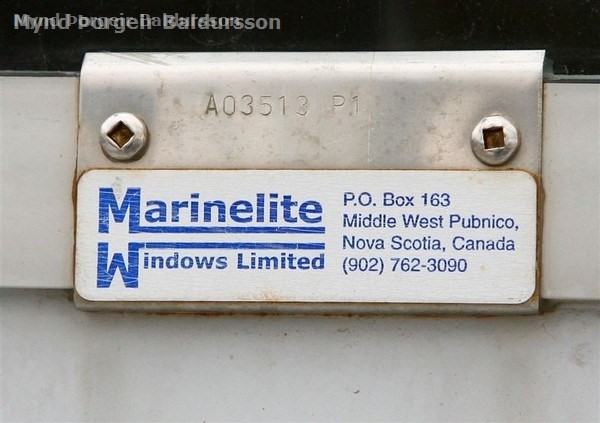 Mynd Þorgeir Baldursson
A03513 P1
Marinelite
Windows Limited
P.O. Box 163
Middle West Pubnico,
Nova Scotia, Canada
(902) 762-3090